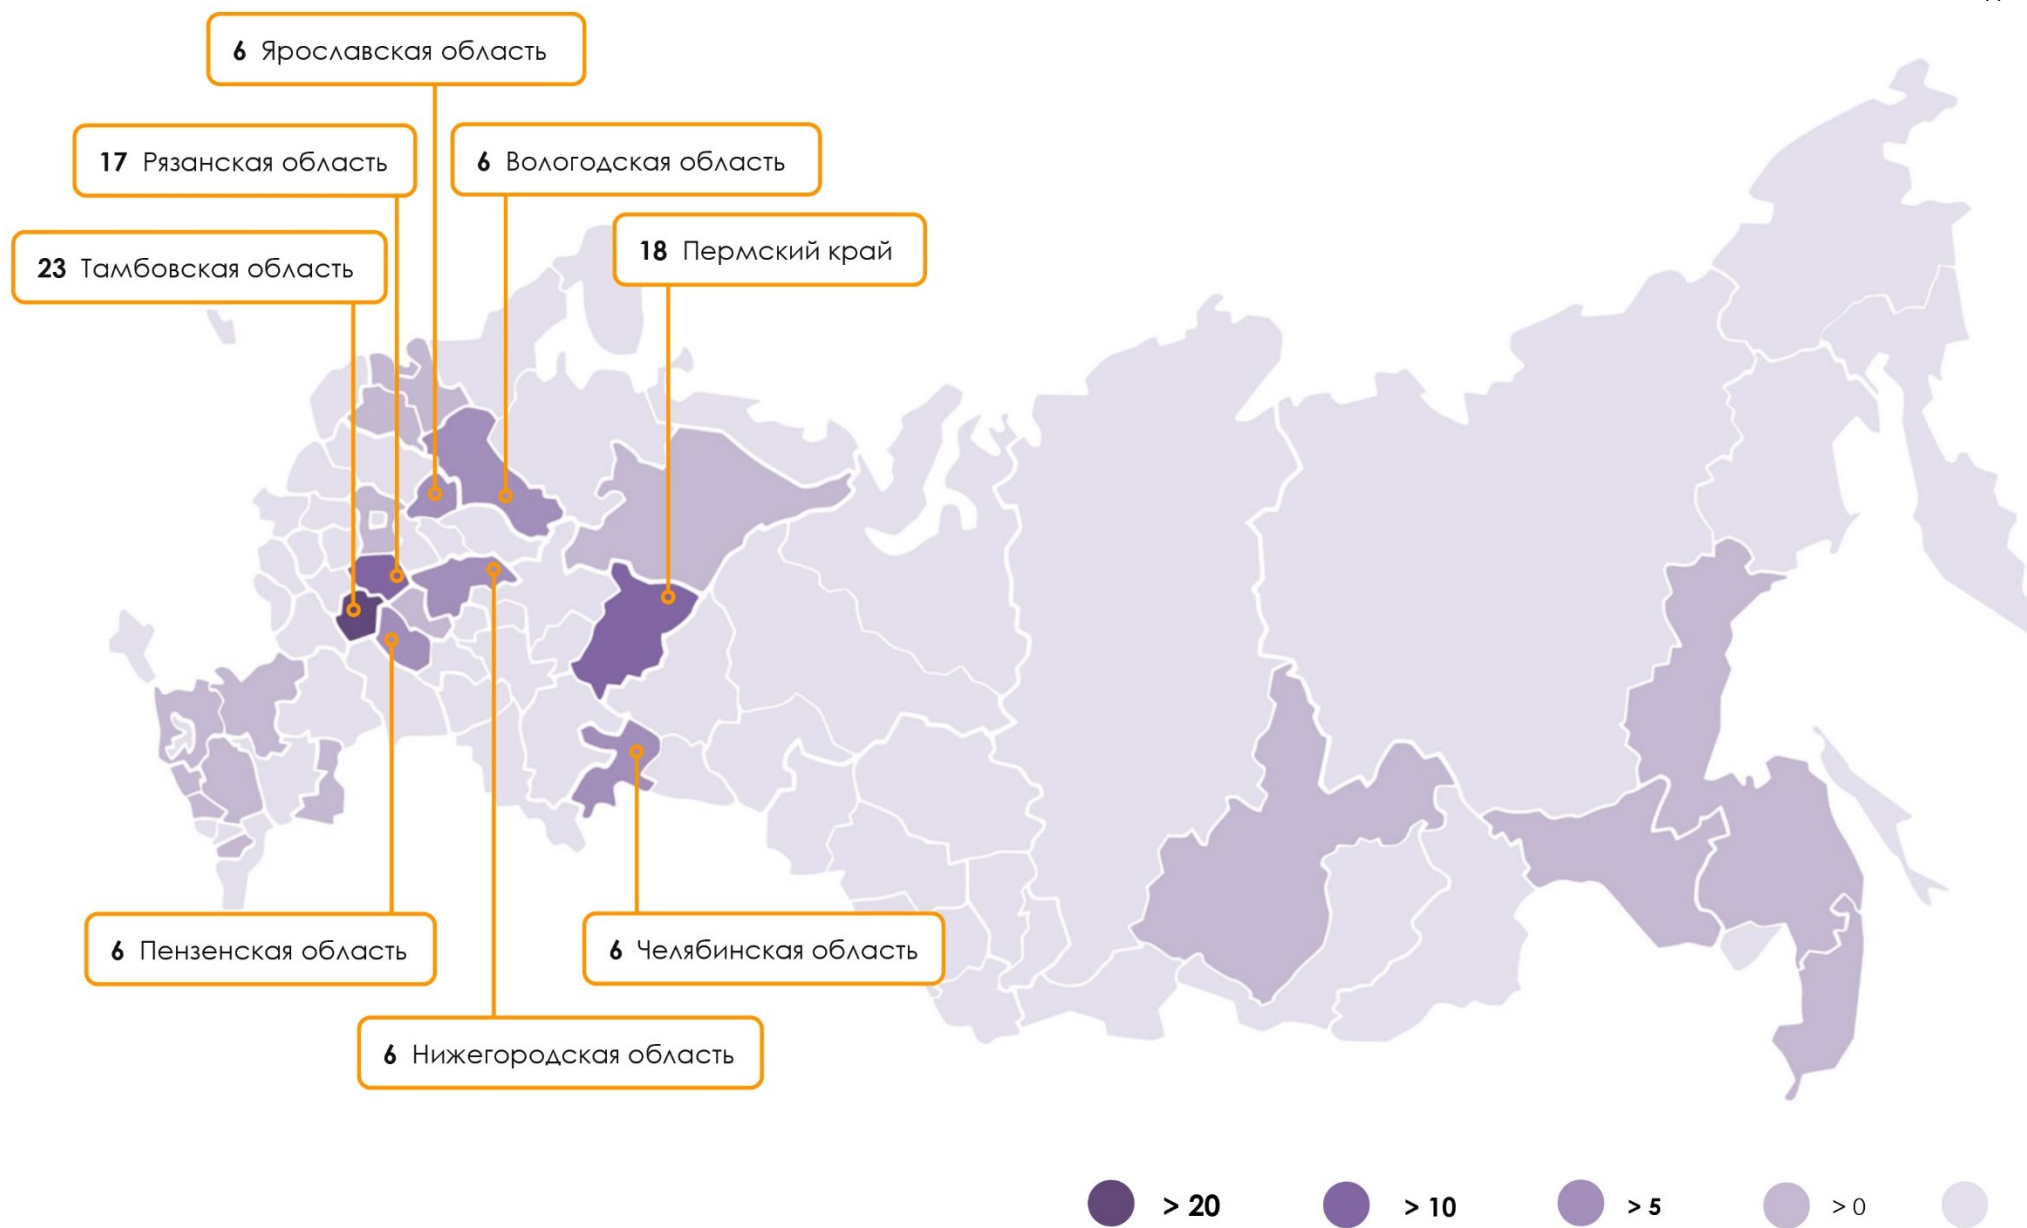 6 Ярославская область
17 Рязанская область
6 Вологодская область
18 Пермский край
23 Тамбовская область
6 Пензенская область
6 Челябинская область
6 Нижегородская область
> 20
> 10
> 5
> 0